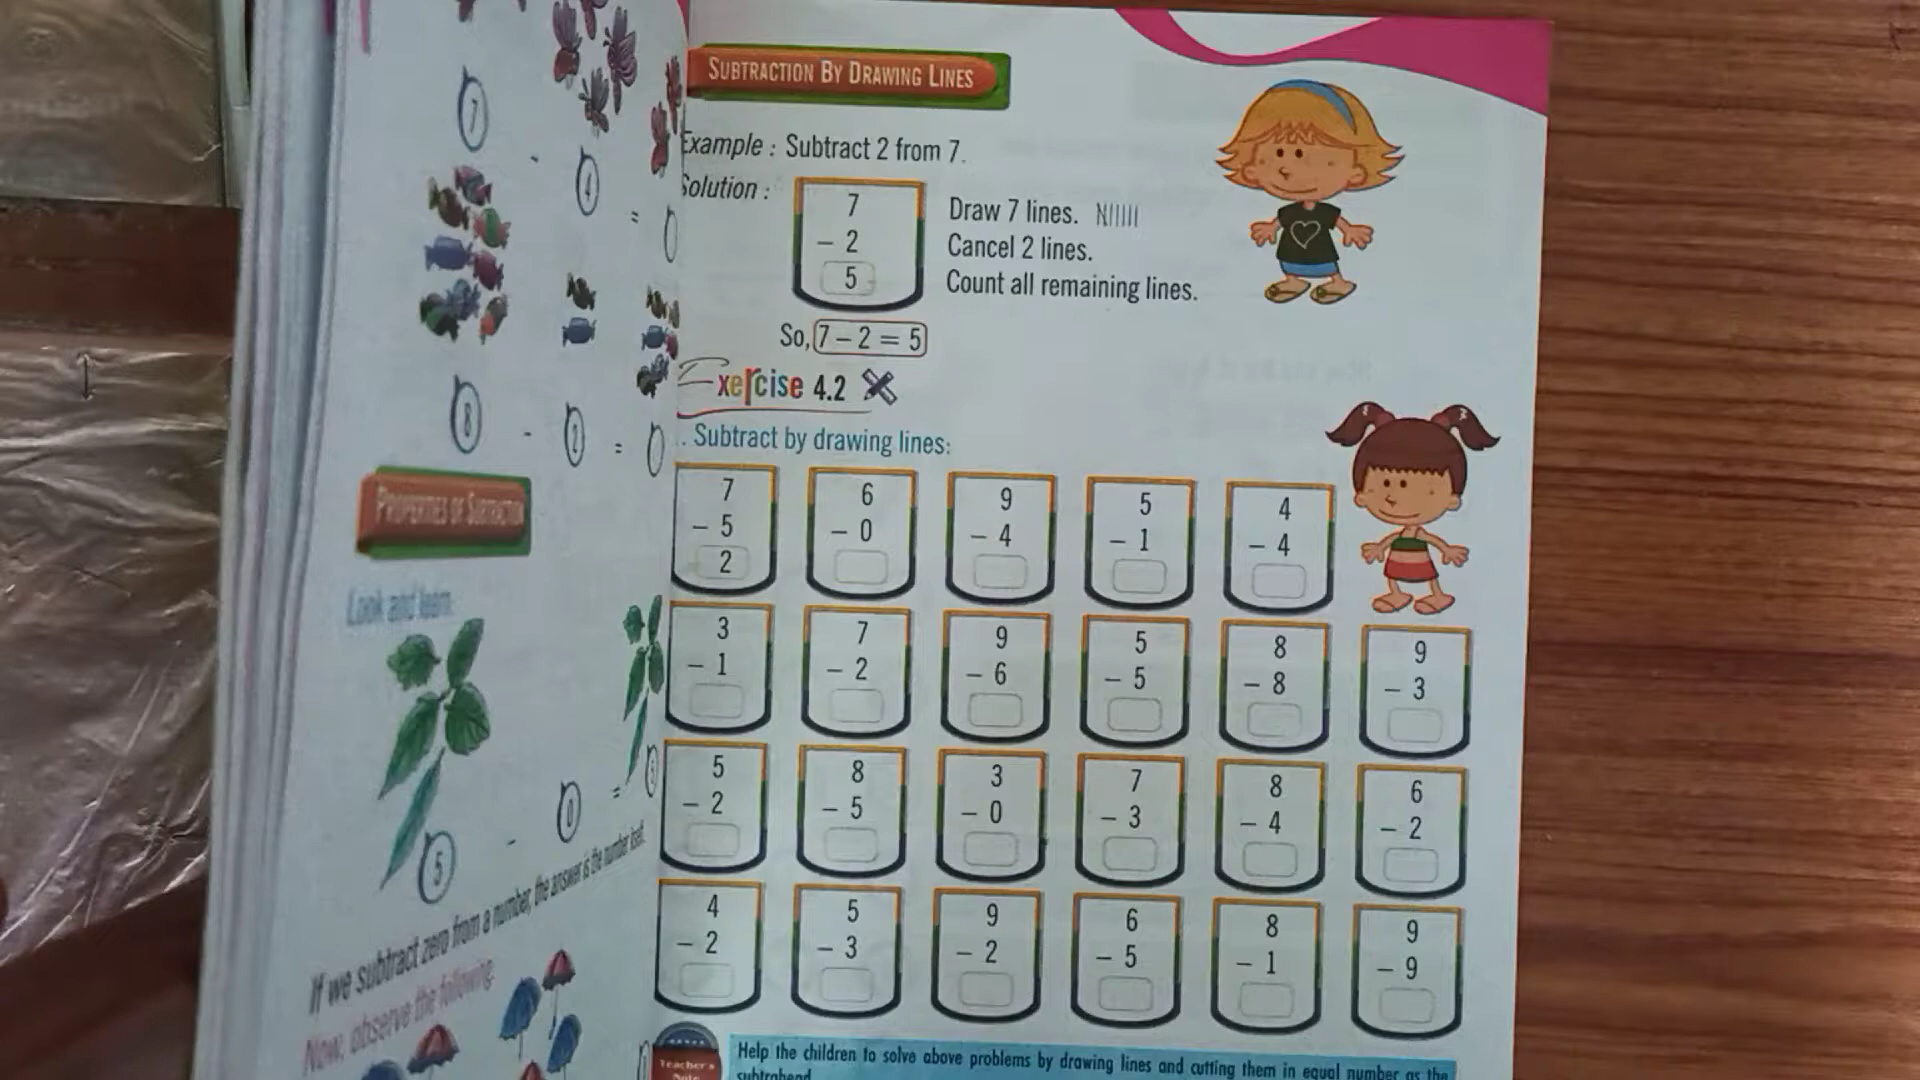 7
- 4 =
8 - 2 =
PROPERTIES OF SUBTRACTION
Look and learn
5 - 0 =
If we subtract zero from a number, the answer is the number itself.
Now, observe the following
SUBTRACTION BY DRAWING LINES
Example : Subtract 2 from 7.
Solution :
7
- 2
5
Draw 7 lines.
Cancel 2 lines.
Count all remaining lines.
So, 7 – 2 = 5
Exercise 4.2
. Subtract by drawing lines:
7 6 9 5 4
- 5 - 0 - 4 - 1 - 4
2
3 7 9 5 8 9
- 1 - 2 - 6 - 5 - 8 - 3
5 8 3 7 8 6
- 2 - 5 - 0 - 3 - 4 - 2
4 5 9 6 8 9
- 2 - 3 - 2 - 5 - 1 - 9
Teacher's
Note
Help the children to solve above problems by drawing lines and cutting them in equal number as the
subtrahend